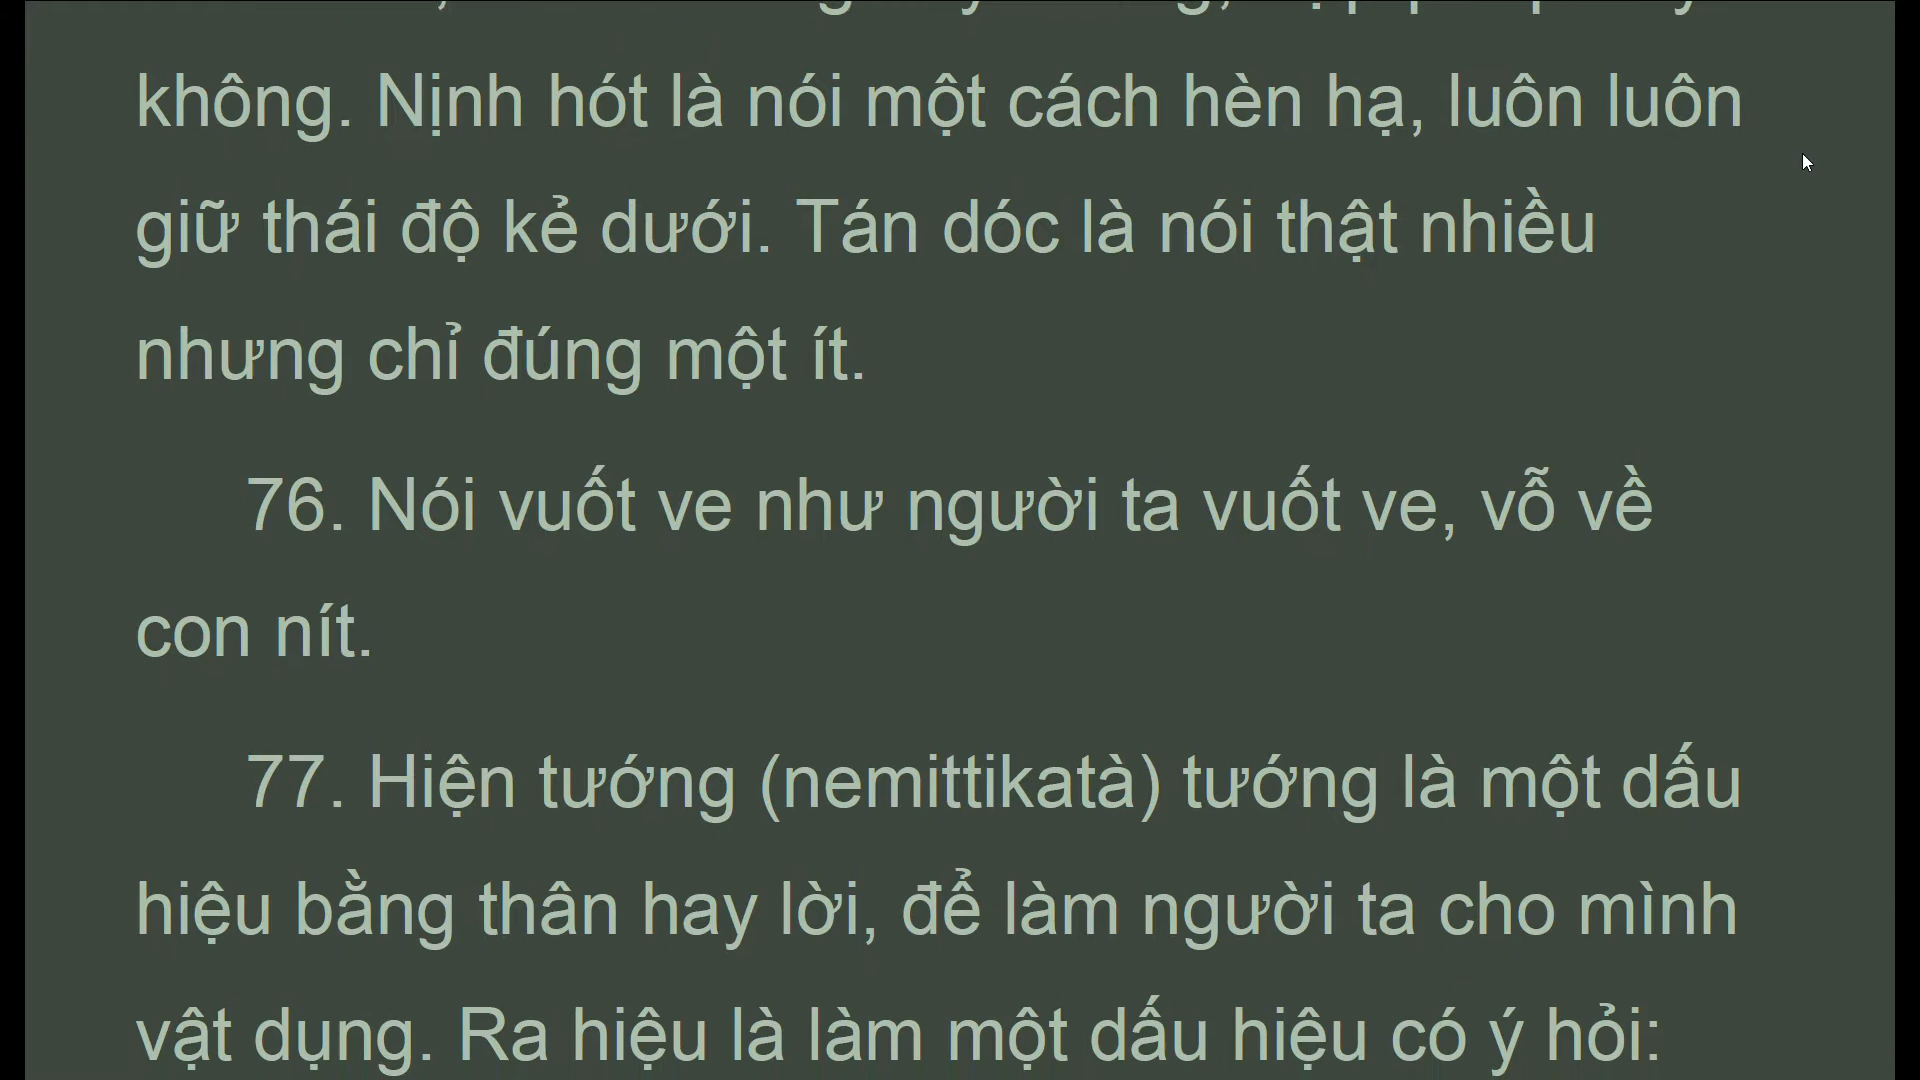 không. Nịnh hót là nói một cách hèn hạ, luôn luôn
giữ thái độ kẻ dưới. Tán dóc là nói thật nhiều
nhưng chỉ đúng một ít.
76. Nói vuốt ve như người ta vuốt ve, vỗ về
con nít.
77. Hiện tướng (nemittikatà) tướng là một dấu
hiệu bằng thân hay lời, để làm người ta cho mình
vật dụng. Ra hiệu là làm một dấu hiệu có ý hỏi: